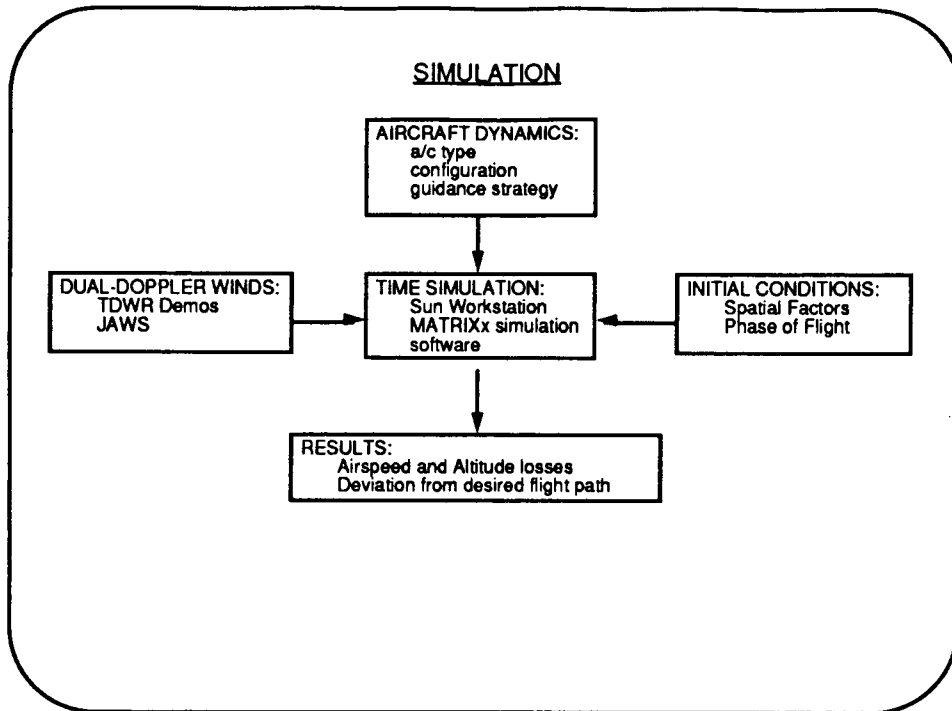 SIMULATION
AIRCRAFT DYNAMICS:
a/c type
configuration
guidance strategy
DUAL-DOPPLER WINDS:
TDWR Demos
JAWS
TIME SIMULATION:
Sun Workstation
MATRIXx simulation
software
INITIAL CONDITIONS:
Spatial Factors
Phase of Flight
RESULTS:
Airspeed and Altitude losses
Deviation from desired flight path